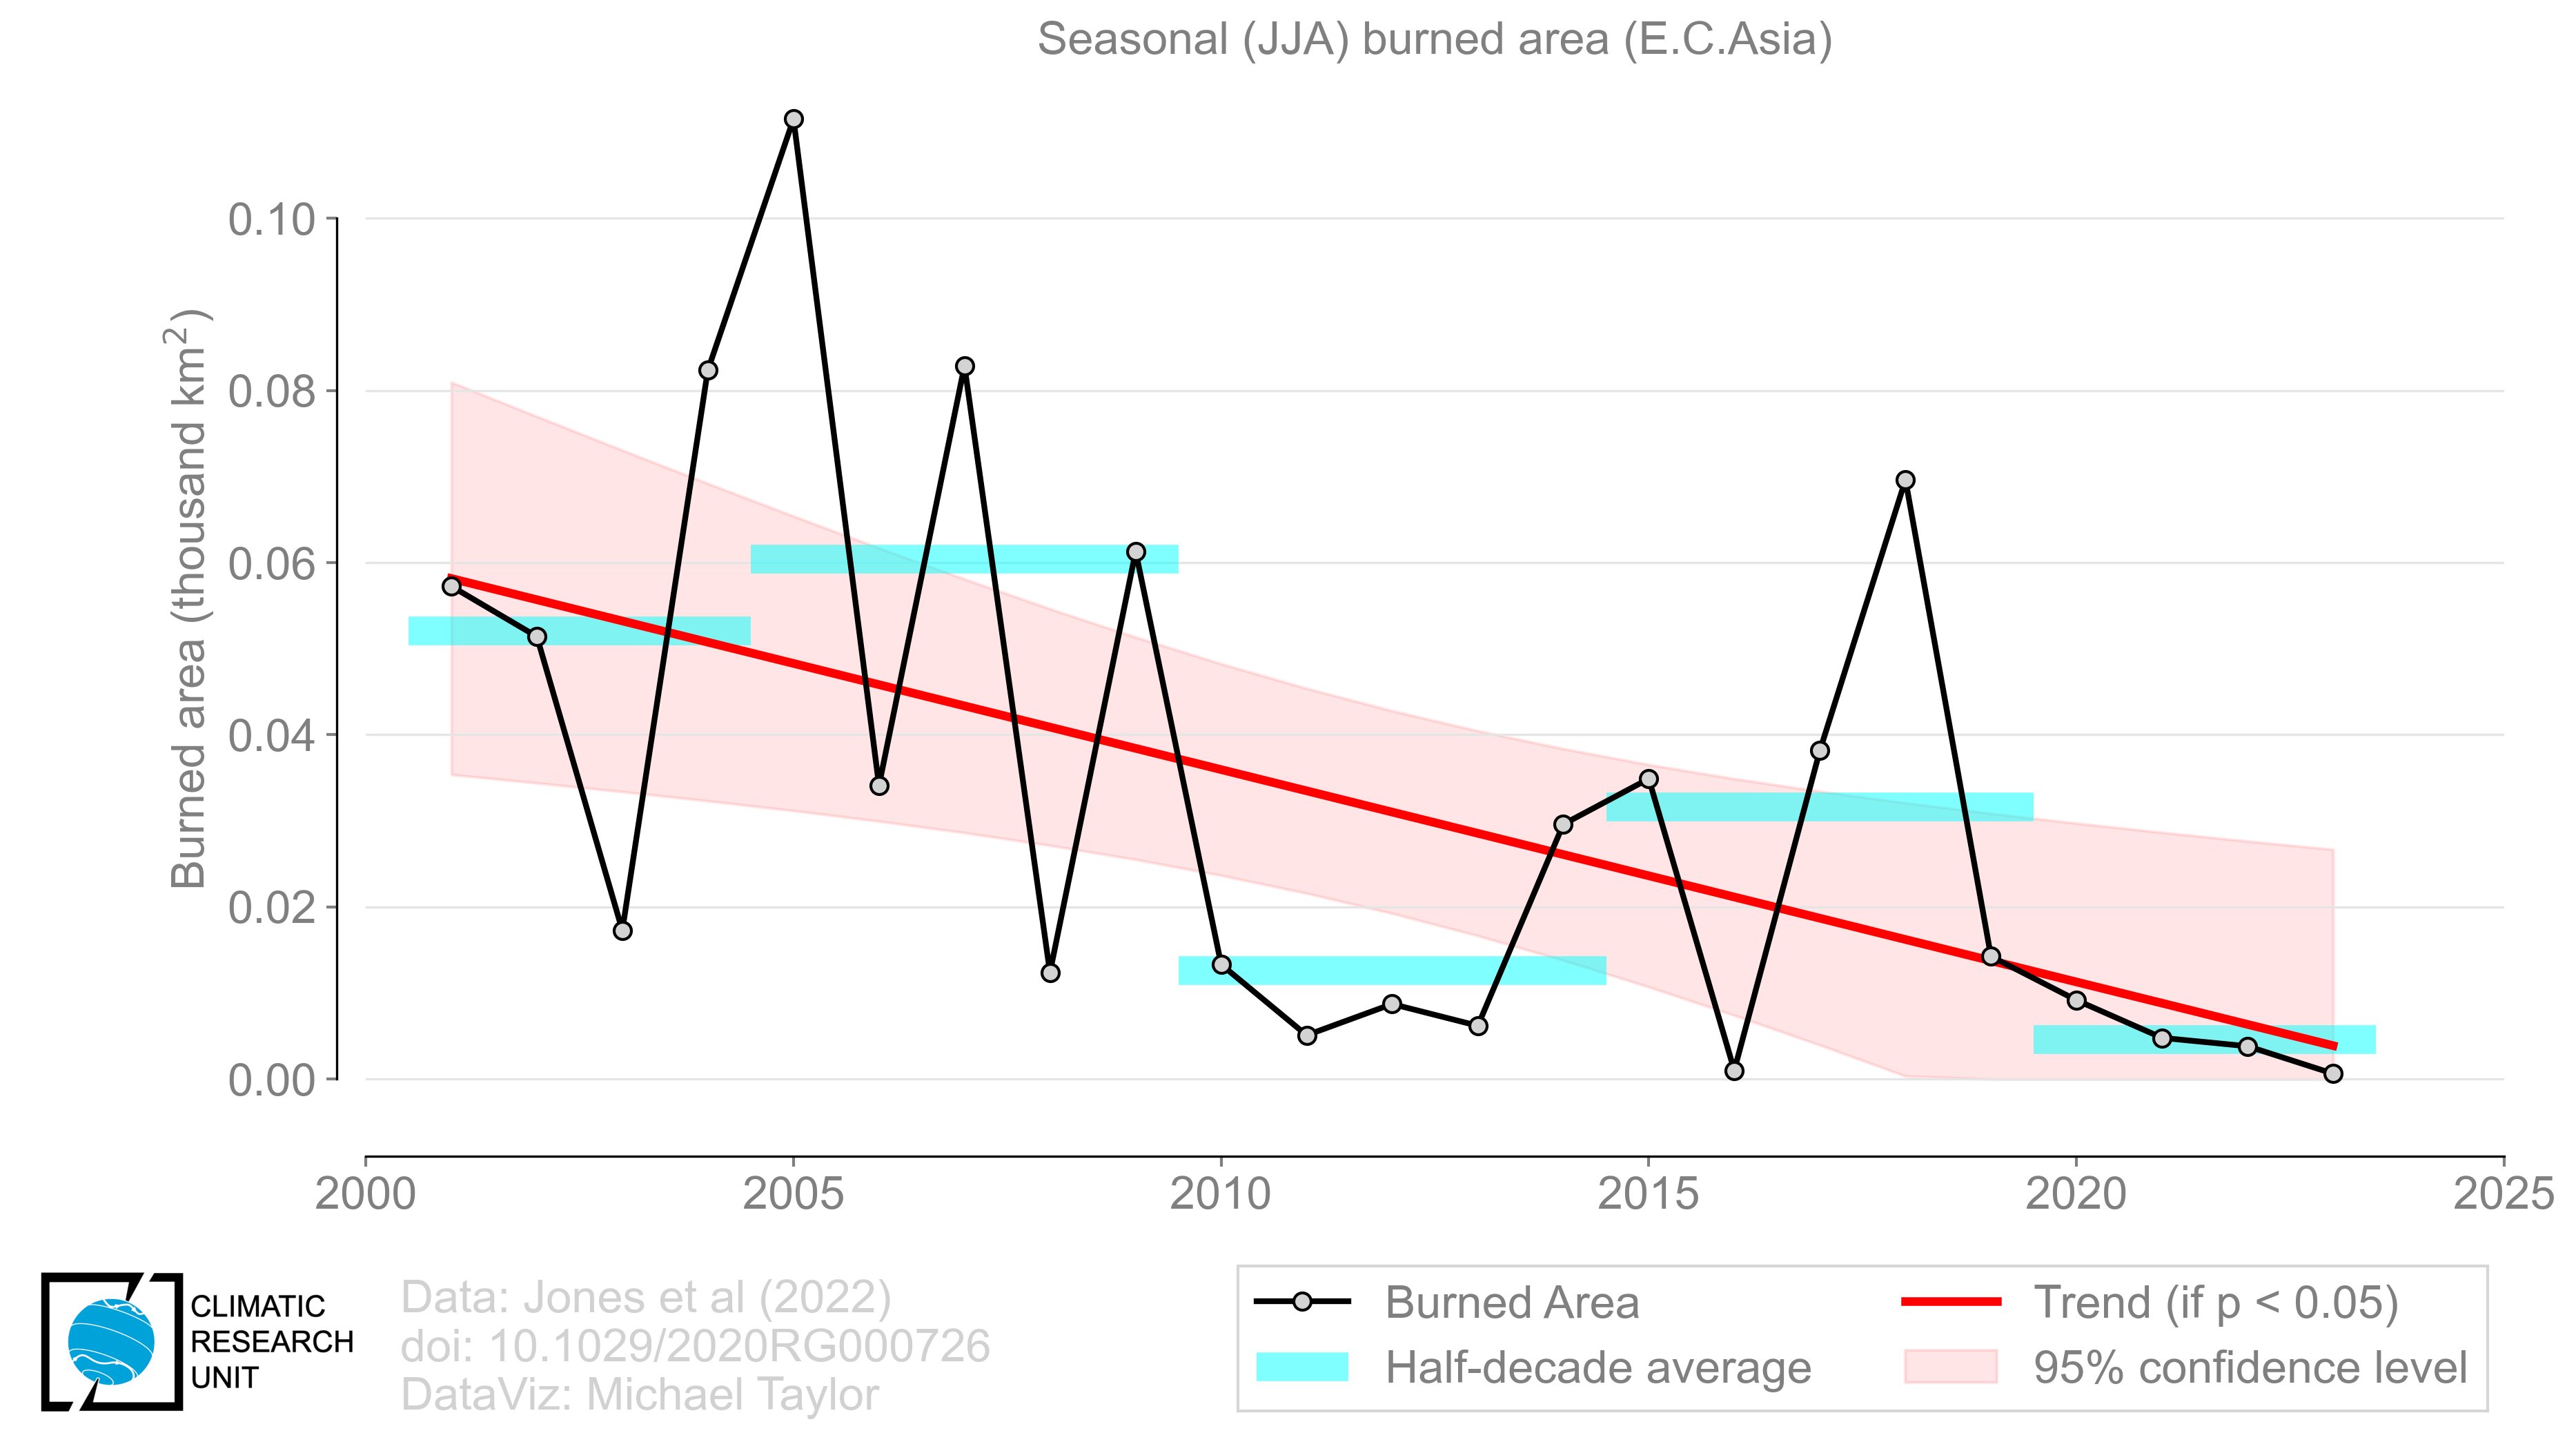 Seasonal (JJA) burned area (E.C.Asia)
Burned area (thousand km²)
0.10
0.08
0.06
0.04
0.02
0.00
2000 2005 2010 2015 2020 2025
CLIMATIC
RESEARCH
UNIT
Data: Jones et al (2022)
doi: 10.1029/2020RG000726
DataViz: Michael Taylor
Burned Area
Half-decade average
Trend (if p < 0.05)
95% confidence level